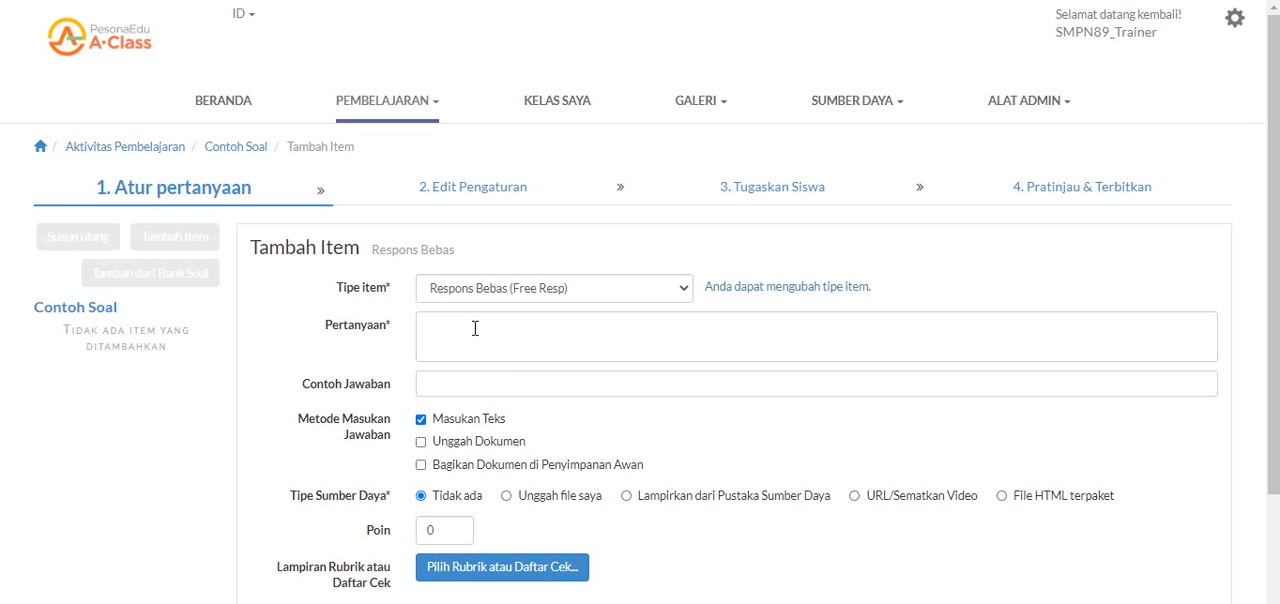 PesonaEdu
A-Class
ID
Selamat datang kembali!
SMPN89_Trainer
BERANDA PEMBELAJARAN KELAS SAYA GALERI SUMBER DAYA ALAT ADMIN
/ Aktivitas Pembelajaran / Contoh Soal / Tambah Item
1. Atur pertanyaan » 2. Edit Pengaturan » 3. Tugaskan Siswa » 4. Pratinjau & Terbitkan
Susun ulang Tambah Item
Tambah dari Bank Soal
Contoh Soal
Tidak ada item yang
ditambahkan
Tambah Item Respons Bebas
Tipe item* Respons Bebas (Free Resp) Anda dapat mengubah tipe item.
Pertanyaan*
Contoh Jawaban
Metode Masukan
Jawaban
Masukan Teks
Unggah Dokumen
Bagikan Dokumen di Penyimpanan Awan
Tipe Sumber Daya* Tidak ada Unggah file saya Lampirkan dari Pustaka Sumber Daya URL/Sematkan Video File HTML terpaket
Poin 0
Lampiran Rubrik atau
Daftar Cek
Pilih Rubrik atau Daftar Cek...